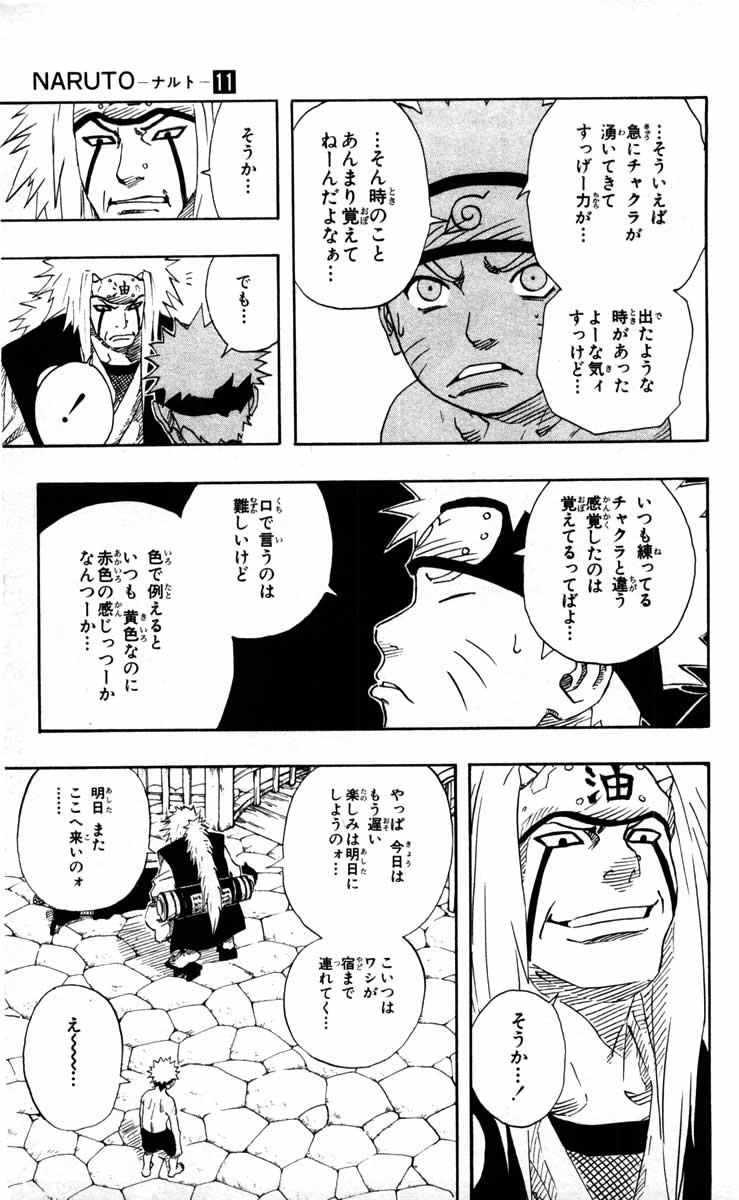 NARUTO―ナルト―11
…そういえば
急にチャクラが
湧いてきて
すっげー力が…
出たような
時があった
よーな気ィ
すっけど…
…そん時のこと
あんまり覚えて
ねーんだよなぁ…
そうか…
でも…
!
いつも練ってる
チャクラと違う
感覚したのは
覚えてるってばよ…
口で言うのは
難しいけど
色で例えると
いつも 黄色なのに
赤色の感じっつーか
なんつーか…
油
そうか…!
やっぱ 今日は
もう遅い
楽しみは明日に
しようのォ…
こいつは
ワシが
宿まで
連れてく…
明日 また
ここへ来いのォ
……
え〜〜〜…